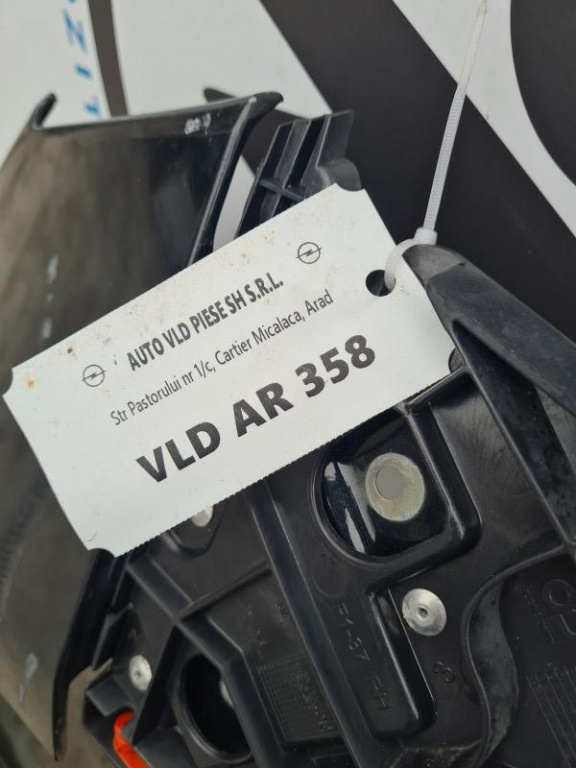 AUTO VLD PIESE SH S.R.L.
Str Pastorului nr 1/c, Cartier Micalaca, Arad
VLD AR 358